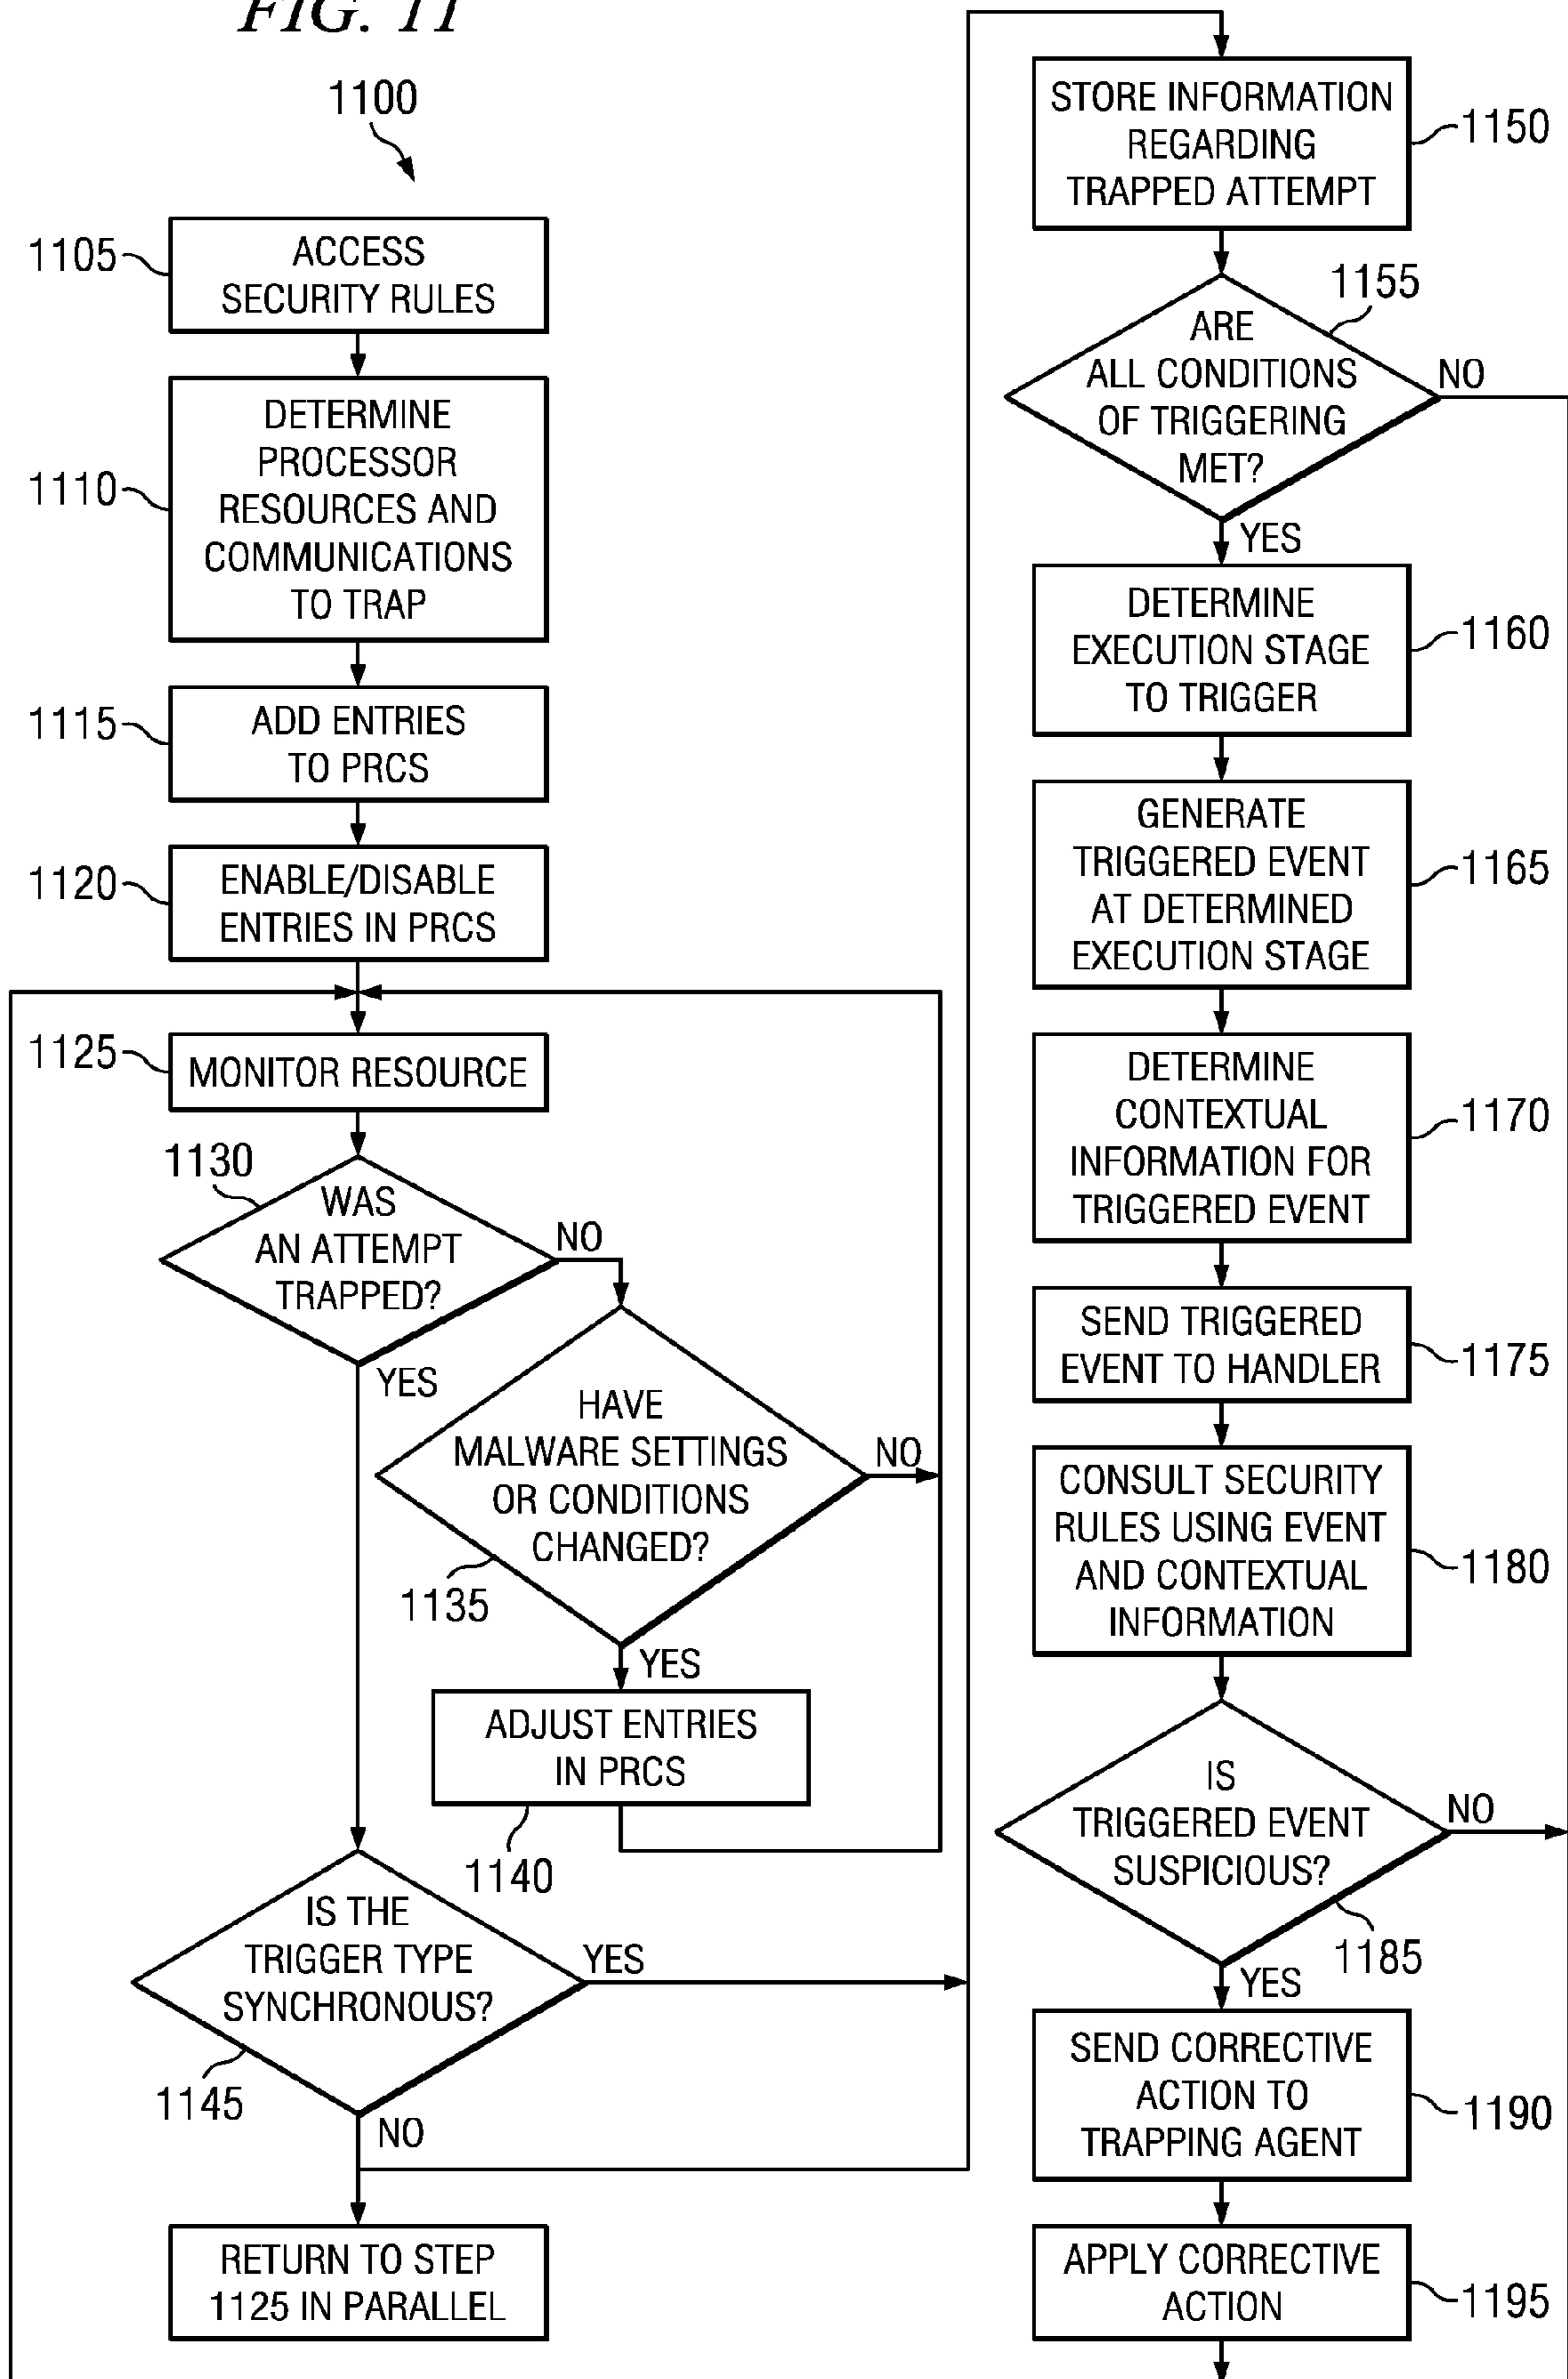 FIG. 11
1100
1105
ACCESS
SECURITY RULES
1110
DETERMINE
PROCESSOR
RESOURCES AND
COMMUNICATIONS
TO TRAP
1115
ADD ENTRIES
TO PRCS
1120
ENABLE/DISABLE
ENTRIES IN PRCS
1125
MONITOR RESOURCE
1130
WAS
AN ATTEMPT
TRAPPED?
NO
YES
HAVE
MALWARE SETTINGS
OR CONDITIONS
CHANGED?
NO
1135
YES
ADJUST ENTRIES
IN PRCS
1140
IS THE
TRIGGER TYPE
SYNCHRONOUS?
YES
1145
NO
RETURN TO STEP
1125 IN PARALLEL
STORE INFORMATION
REGARDING
TRAPPED ATTEMPT
1150
1155
ARE
ALL CONDITIONS
OF TRIGGERING
MET?
NO
YES
DETERMINE
EXECUTION STAGE
TO TRIGGER
1160
GENERATE
TRIGGERED EVENT
AT DETERMINED
EXECUTION STAGE
1165
DETERMINE
CONTEXTUAL
INFORMATION FOR
TRIGGERED EVENT
1170
SEND TRIGGERED
EVENT TO HANDLER
1175
CONSULT SECURITY
RULES USING EVENT
AND CONTEXTUAL
INFORMATION
1180
IS
TRIGGERED EVENT
SUSPICIOUS?
NO
1185
YES
SEND CORRECTIVE
ACTION TO
TRAPPING AGENT
1190
APPLY CORRECTIVE
ACTION
1195